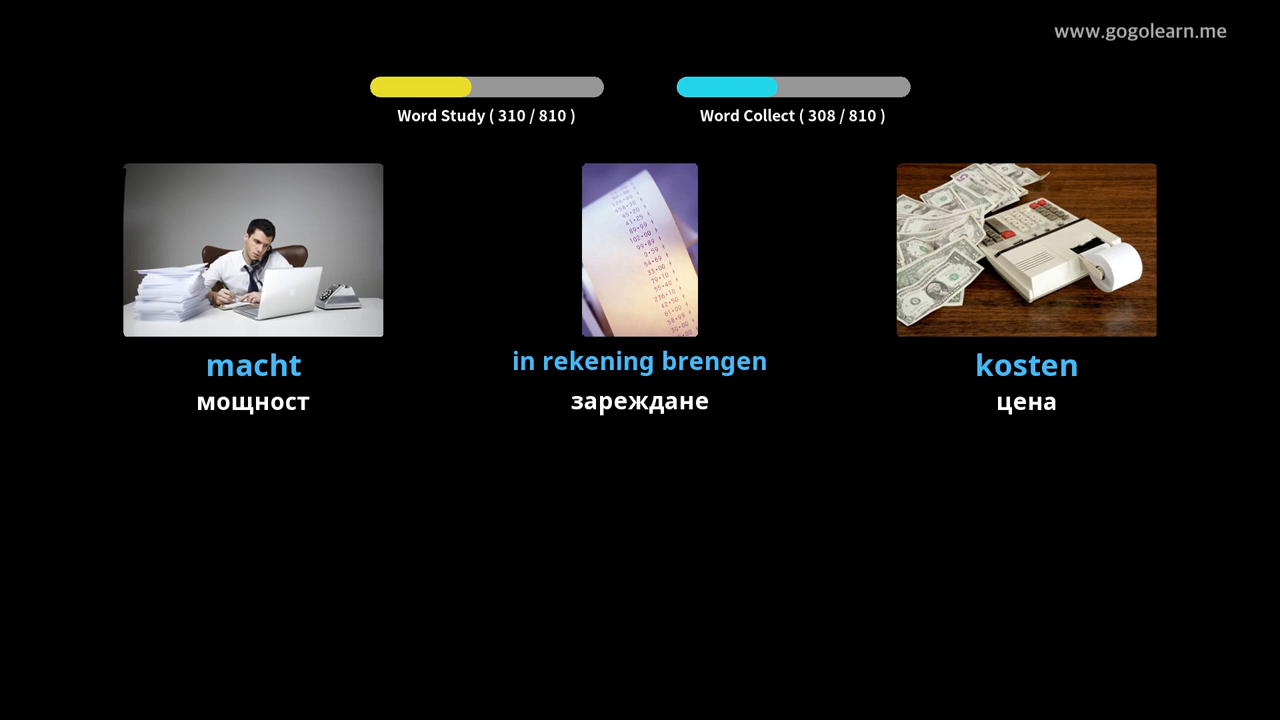 www.gogolearn.me
Word Study ( 310 / 810 )
Word Collect ( 308 / 810 )
macht
in rekening brengen
kosten
мощност
зареждане
цена